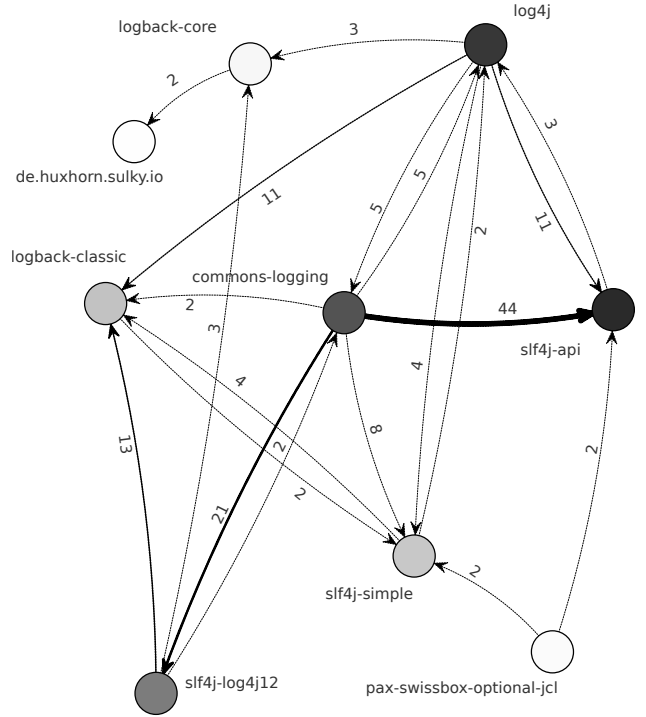 log4j
logback-core
3
2
de.huxhorn.sulky.io
3
11
5
5
11
2
logback-classic
commons-logging
2
44
3
slf4j-api
4
4
8
13
2
2
2
21
2
slf4j-simple
slf4j-log4j12
pax-swissbox-optional-jcl